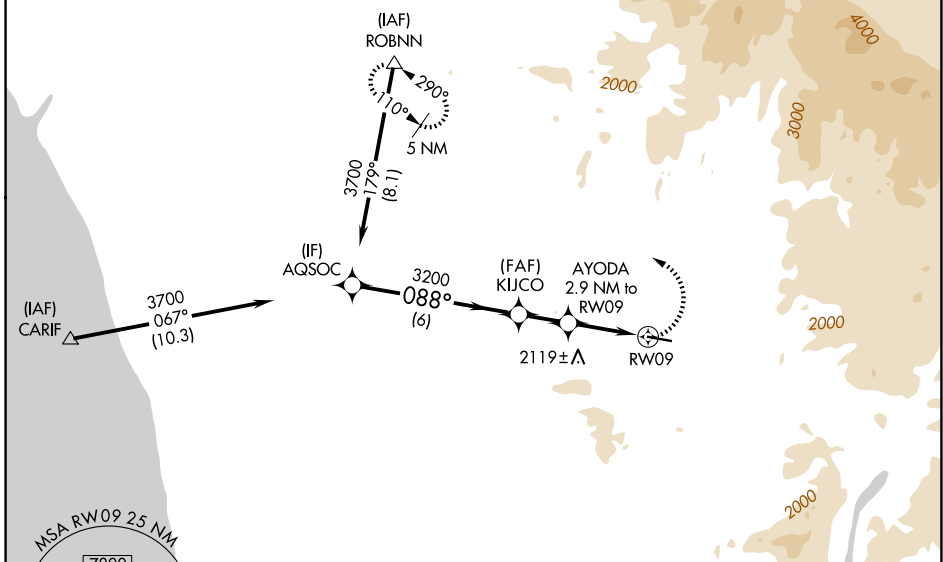 (IAF)
ROBNN
4000
2000
3000
290°
110°
5 NM
3700
179°
(8.1)
(IF)
AQSOC
3200
088°
(6)
(FAF)
KIJCO
AYODA
2.9 NM to
RW09
(IAF)
CARIF
3700
067°
(10.3)
2000
2119±
RW09
2000
MSA RW09 25 NM